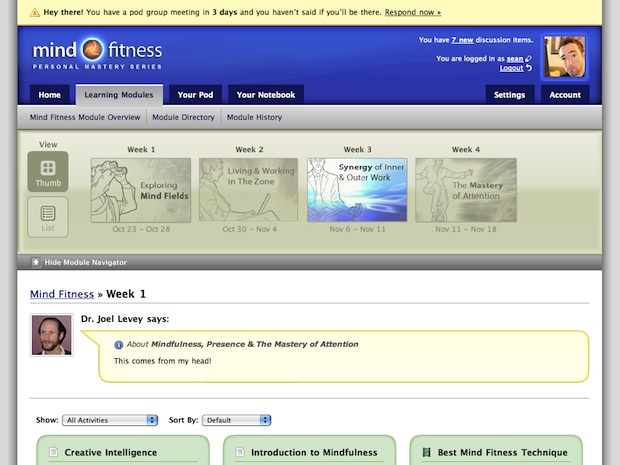 Hey there! You have a pod group meeting in 3 days and you haven't said if you'll be there. Respond now »
mind fitness
PERSONAL MASTERY SERIES
You have 7 new discussion items.
You are logged in as sean
Logout
Home
Learning Modules
Your Pod
Your Notebook
Settings
Account
Mind Fitness Module Overview
Module Directory
Module History
View
Thumb
List
Week 1
Exploring
Mind Fields
Oct 23 - Oct 28
Week 2
Living & Working
in The Zone
Oct 30 - Nov 4
Week 3
Synergy of Inner
& Outer Work
Nov 6 - Nov 11
Week 4
The Mastery
of Attention
Nov 11 - Nov 18
Hide Module Navigator
Mind Fitness » Week 1
Dr. Joel Levey says:
About Mindfulness, Presence & The Mastery of Attention
This comes from my head!
Show: All Activities
Sort By: Default
Creative Intelligence
Introduction to Mindfulness
Best Mind Fitness Technique